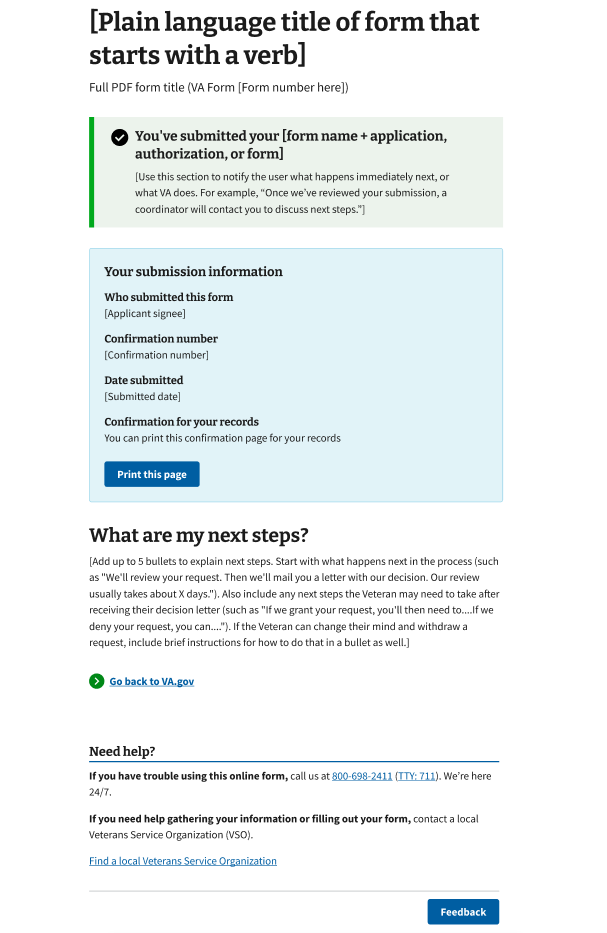 [Plain language title of form that
starts with a verb]
Full PDF form title (VA Form [Form number here])
You've submitted your [form name + application,
authorization, or form]
[Use this section to notify the user what happens immediately next, or
what VA does. For example, “Once we’ve reviewed your submission, a
coordinator will contact you to discuss next steps.”]
Your submission information
Who submitted this form
[Applicant signee]
Confirmation number
[Confirmation number]
Date submitted
[Submitted date]
Confirmation for your records
You can print this confirmation page for your records
Print this page
What are my next steps?
[Add up to 5 bullets to explain next steps. Start with what happens next in the process (such
as "We'll review your request. Then we'll mail you a letter with our decision. Our review
usually takes about X days."). Also include any next steps the Veteran may need to take after
receiving their decision letter (such as "If we grant your request, you'll then need to....If we
deny your request, you can...."). If the Veteran can change their mind and withdraw a
request, include brief instructions for how to do that in a bullet as well.]
Go back to VA.gov
Need help?
If you have trouble using this online form, call us at 800-698-2411 (TTY: 711). We’re here
24/7.
If you need help gathering your information or filling out your form, contact a local
Veterans Service Organization (VSO).
Find a local Veterans Service Organization
Feedback